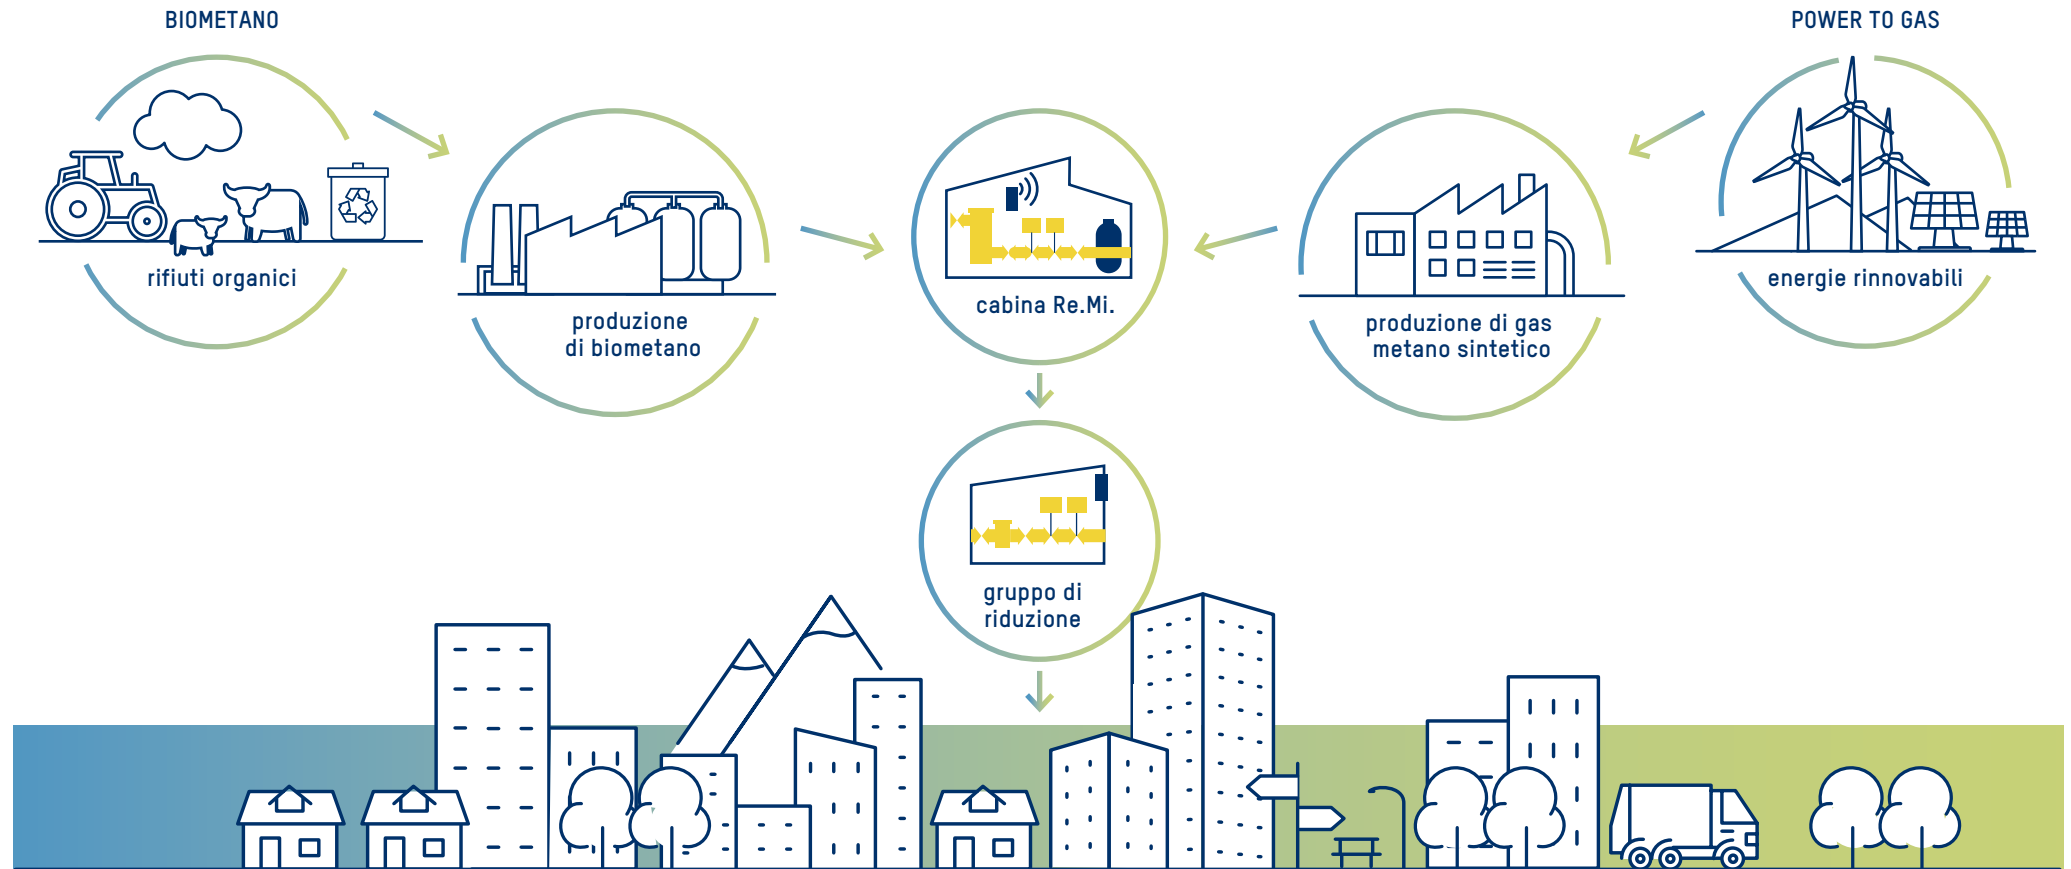 BIOMETANO
POWER TO GAS
rifiuti organici
produzione
di biometano
cabina Re.Mi.
produzione di gas
metano sintetico
energie rinnovabili
gruppo di
riduzione